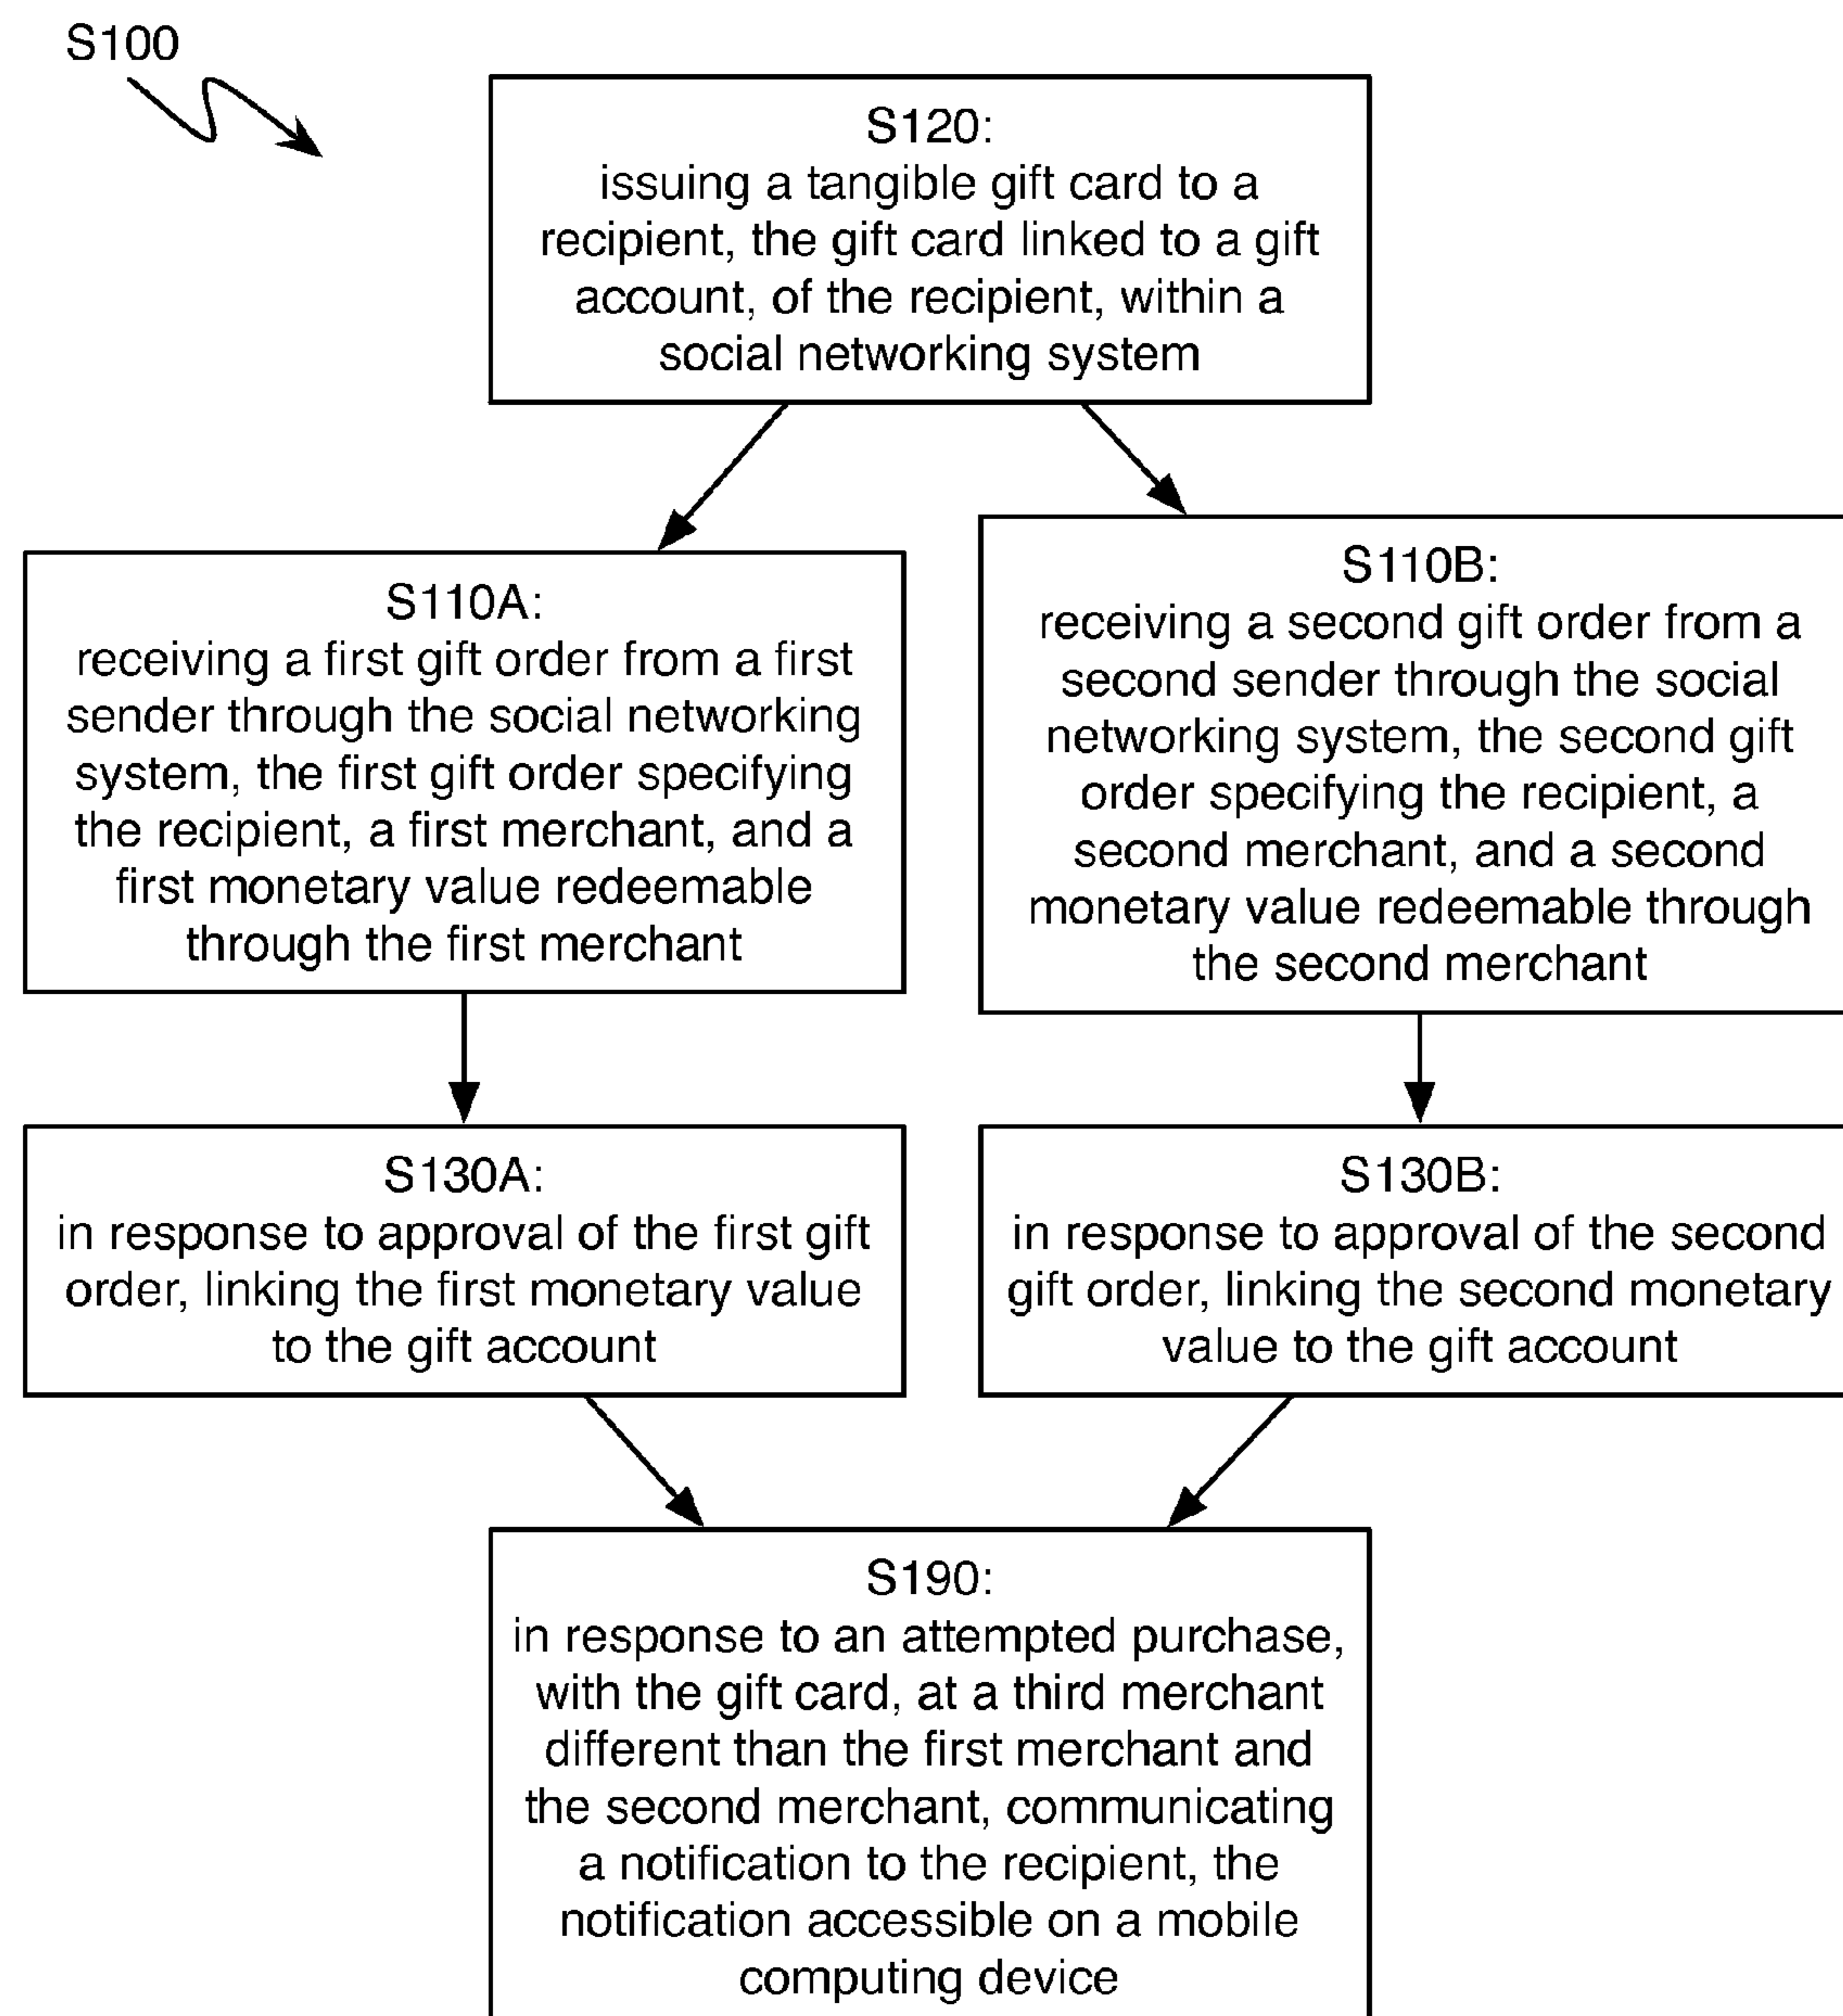 S100
S120:
issuing a tangible gift card to a
recipient, the gift card linked to a gift
account, of the recipient, within a
social networking system
S110A:
receiving a first gift order from a first
sender through the social networking
system, the first gift order specifying
the recipient, a first merchant, and a
first monetary value redeemable
through the first merchant
S110B:
receiving a second gift order from a
second sender through the social
networking system, the second gift
order specifying the recipient, a
second merchant, and a second
monetary value redeemable through
the second merchant
S130A:
in response to approval of the first gift
order, linking the first monetary value
to the gift account
S130B:
in response to approval of the second
gift order, linking the second monetary
value to the gift account
S190:
in response to an attempted purchase,
with the gift card, at a third merchant
different than the first merchant and
the second merchant, communicating
a notification to the recipient, the
notification accessible on a mobile
computing device